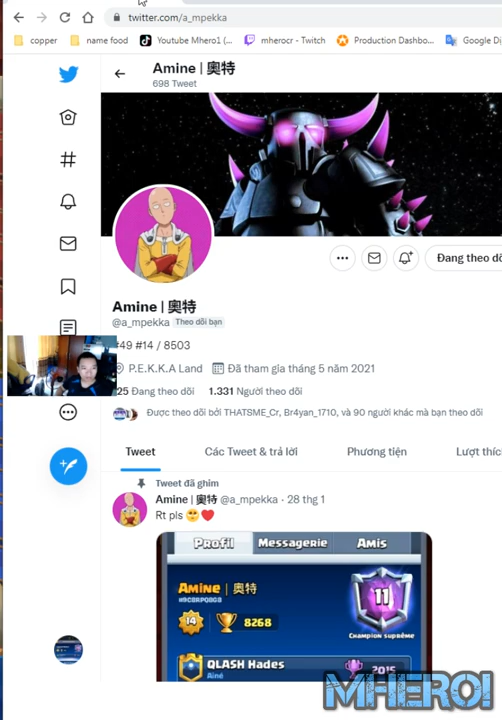 twitter.com/a_mpekka
copper
name food
Youtube Mhero1(...
mherocr - Twitch
Production Dashbo...
Google Di
Amine | 奧特
698 Tweet
Đang theo dõ
Amine | 奧特
@a_mpekka Theo dõi bạn
#49 #14 / 8503
P.E.K.K.A Land Đã tham gia tháng 5 năm 2021
25 Đang theo dõi 1.331 Người theo dõi
Được theo dõi bởi THATSME_Cr, Br4yan_1710, và 90 người khác mà bạn theo dõi
Tweet Các Tweet & trả lời Phương tiện Lượt thíc
Tweet đã ghim
Amine | 奧特 @a_mpekka · 28 thg 1
Rt pls 🥺❤️
Profil Messagerie Amis
Amine | 奧特
14 8268
11
Champion suprême
QLASH Hades
Aîné
2015
MHERO!